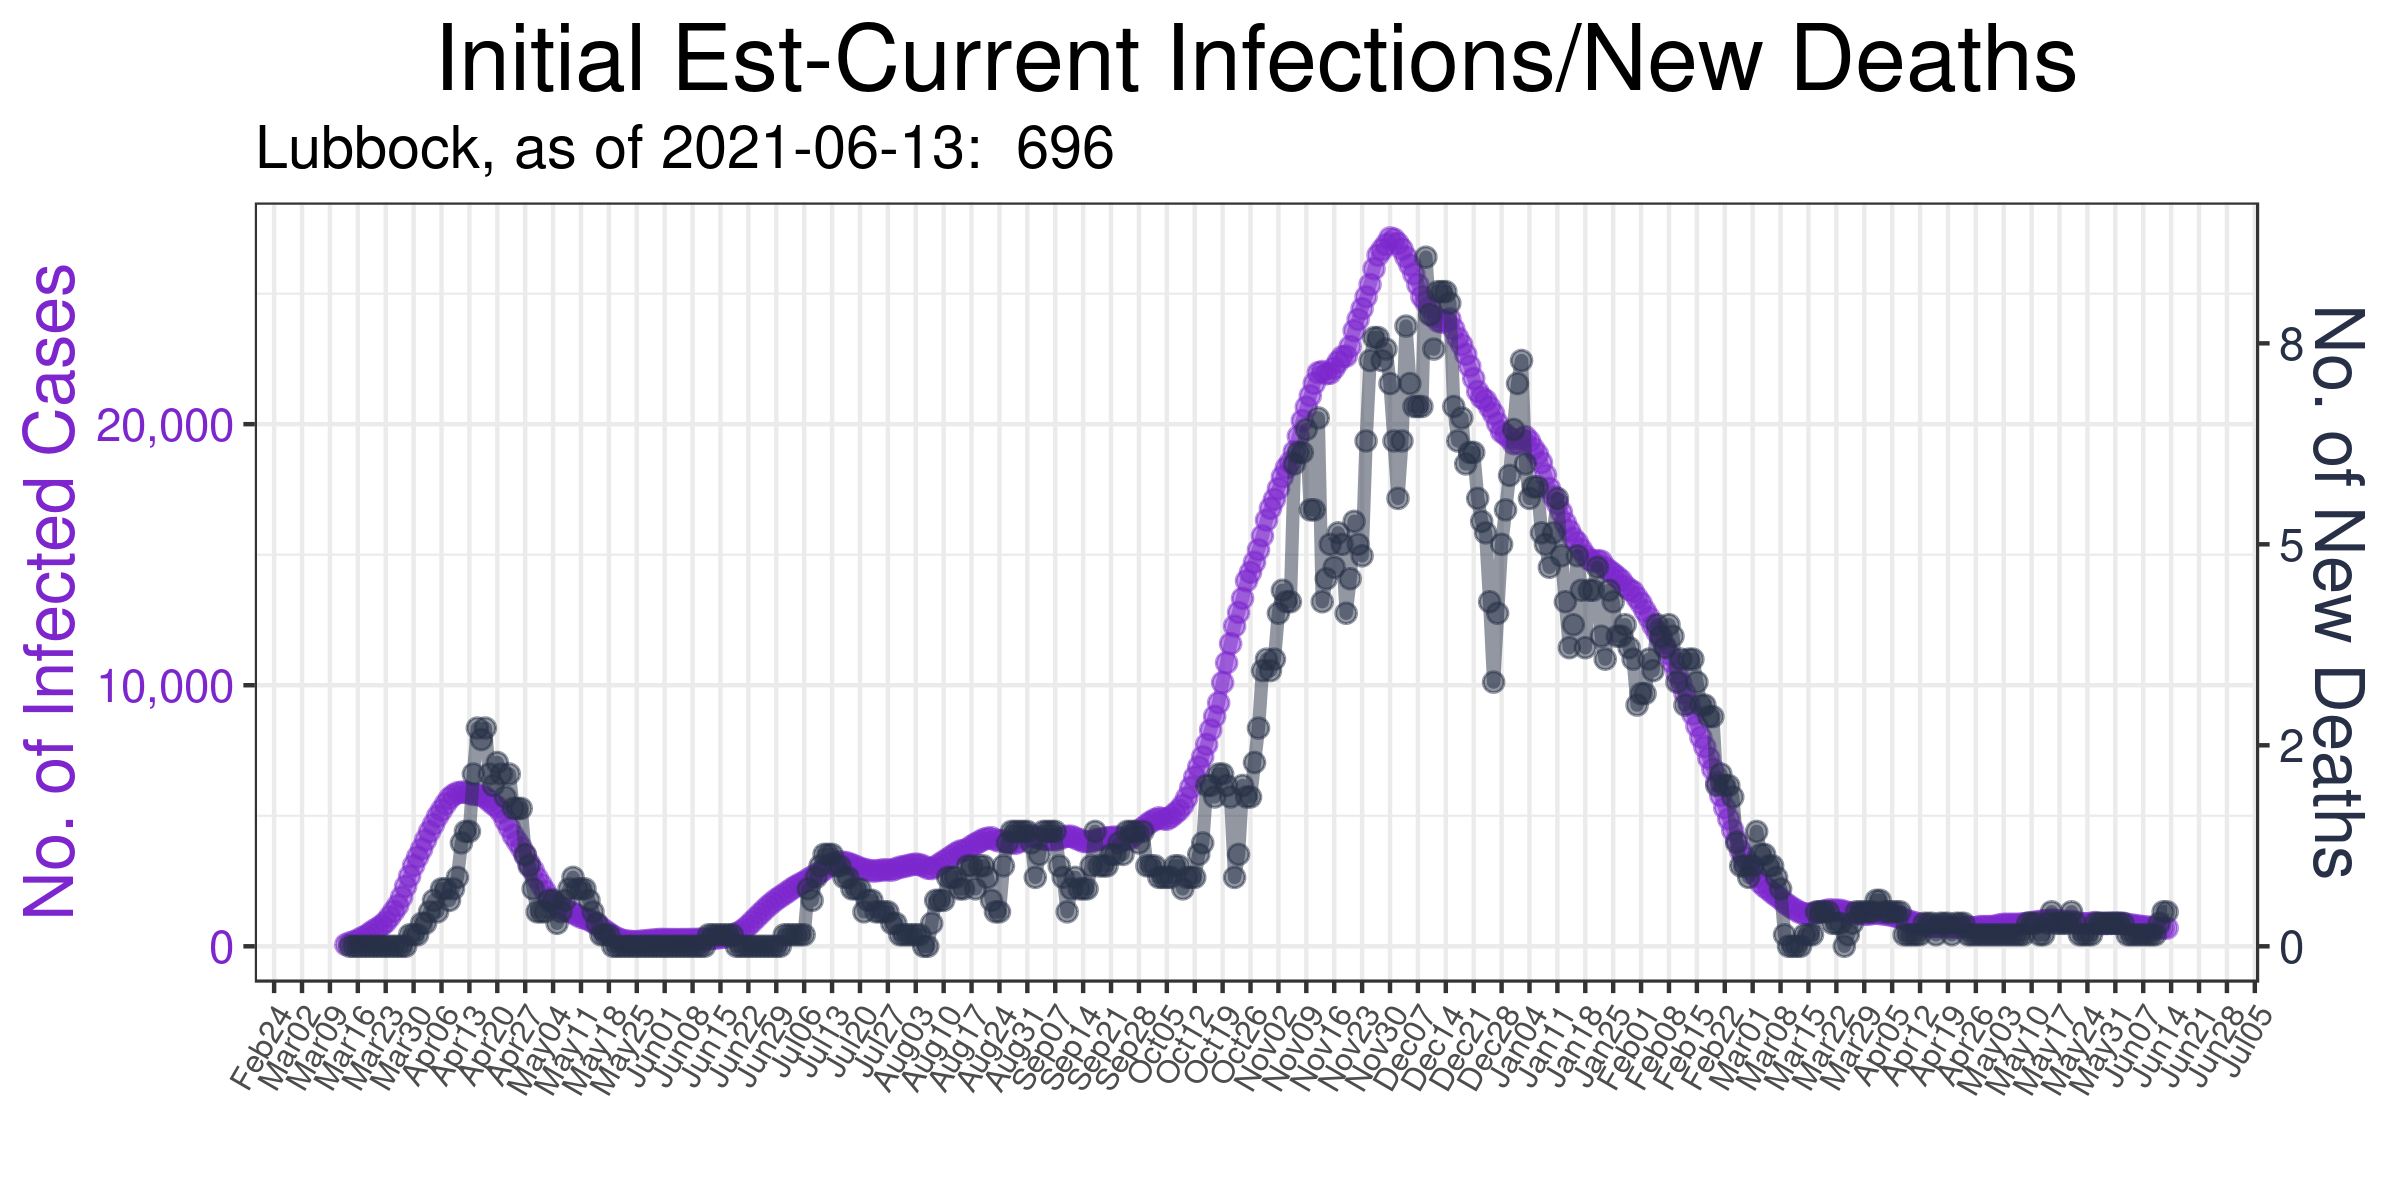 Initial Est-Current Infections/New Deaths
Lubbock, as of 2021-06-13: 696
No. of Infected Cases
20,000
10,000
0
No. of New Deaths
8
5
2
0
Feb24
Mar02
Mar09
Mar16
Mar23
Mar30
Apr06
Apr13
Apr20
Apr27
May04
May11
May18
May25
Jun01
Jun08
Jun15
Jun22
Jun29
Jul06
Jul13
Jul20
Jul27
Aug03
Aug10
Aug17
Aug24
Aug31
Sep07
Sep14
Sep21
Sep28
Oct05
Oct12
Oct19
Oct26
Nov02
Nov09
Nov16
Nov23
Nov30
Dec07
Dec14
Dec21
Dec28
Jan04
Jan11
Jan18
Jan25
Feb01
Feb08
Feb15
Feb22
Mar01
Mar08
Mar15
Mar22
Mar29
Apr05
Apr12
Apr19
Apr26
May03
May10
May17
May24
May31
Jun07
Jun14
Jun21
Jun28
Jul05